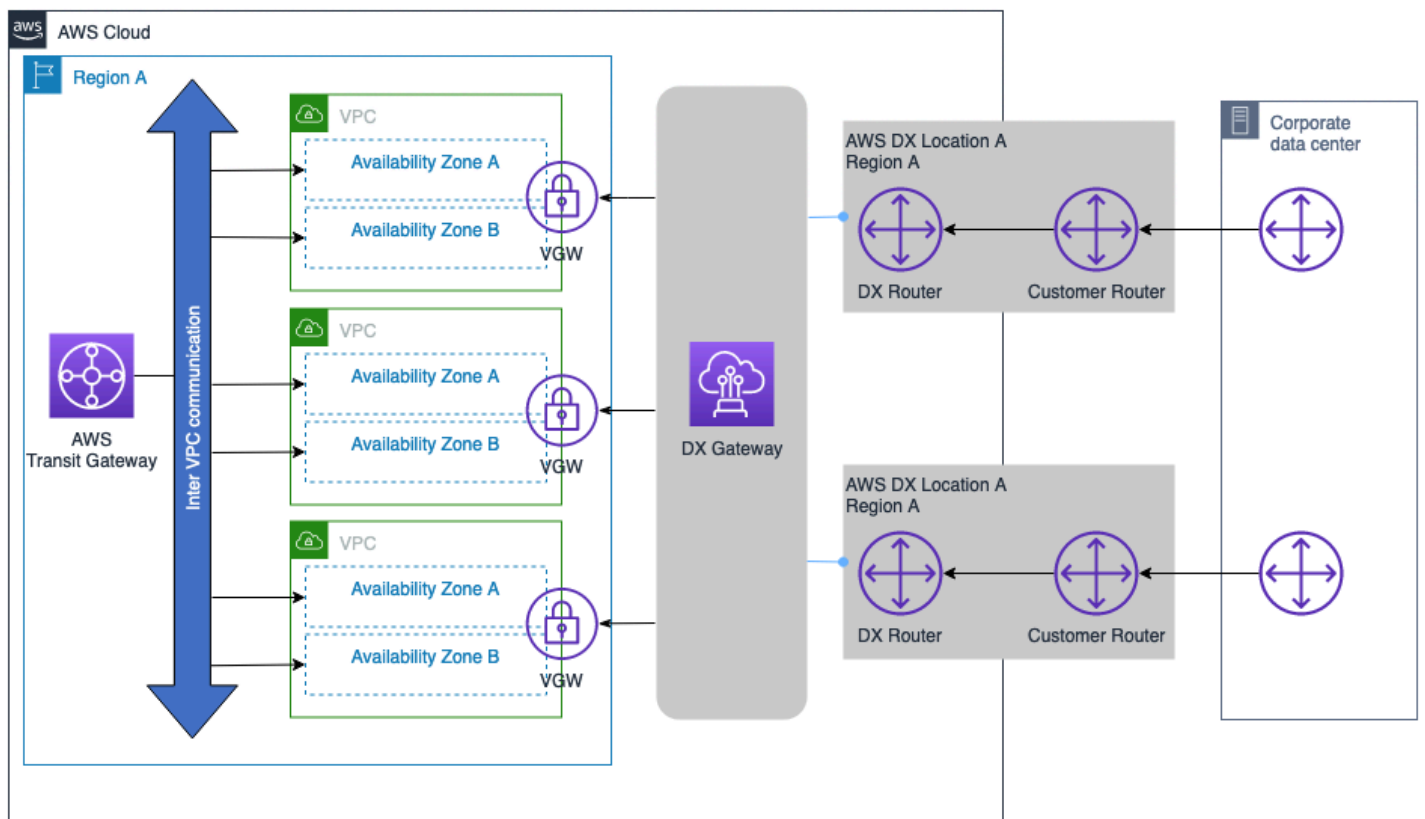 aws
AWS Cloud
Region A
VPC
Availability Zone A
Availability Zone B
VGW
VPC
Availability Zone A
Availability Zone B
VGW
VPC
Availability Zone A
Availability Zone B
VGW
Inter VPC communication
AWS
Transit Gateway
DX Gateway
AWS DX Location A
Region A
DX Router
Customer Router
AWS DX Location A
Region A
DX Router
Customer Router
Corporate
data center